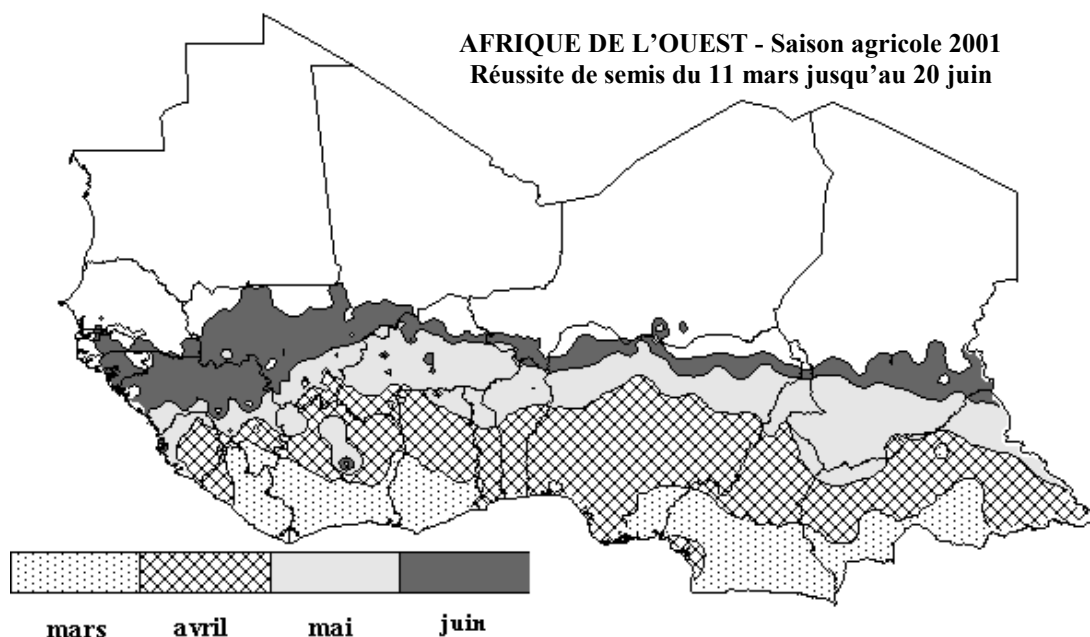 AFRIQUE DE L’OUEST - Saison agricole 2001
Réussite de semis du 11 mars jusqu’au 20 juin
mars avril mai juin